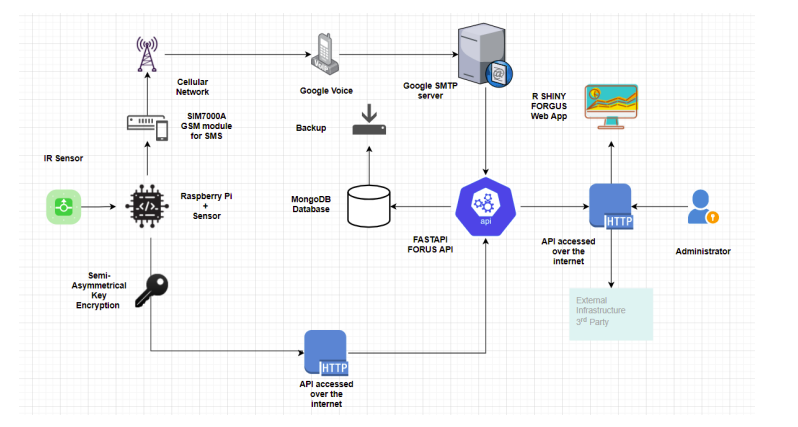 Cellular
Network
Google Voice
Google SMTP
server
R SHINY
FORGUS
Web App
SIM7000A
GSM module
for SMS
Backup
IR Sensor
Raspberry Pi
+
Sensor
MongoDB
Database
api
HTTP
FASTAPI
FORUS API
API accessed
over the
internet
Administrator
Semi-
Asymmetrical
Key
Encryption
External
Infrastructure
3rd Party
HTTP
API accessed
over the
internet